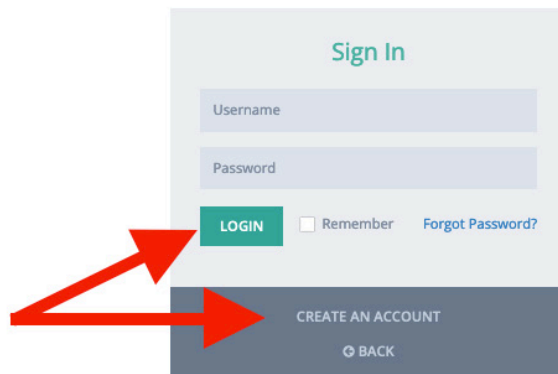 Sign In
Username
Password
LOGIN Remember Forgot Password?
CREATE AN ACCOUNT
BACK